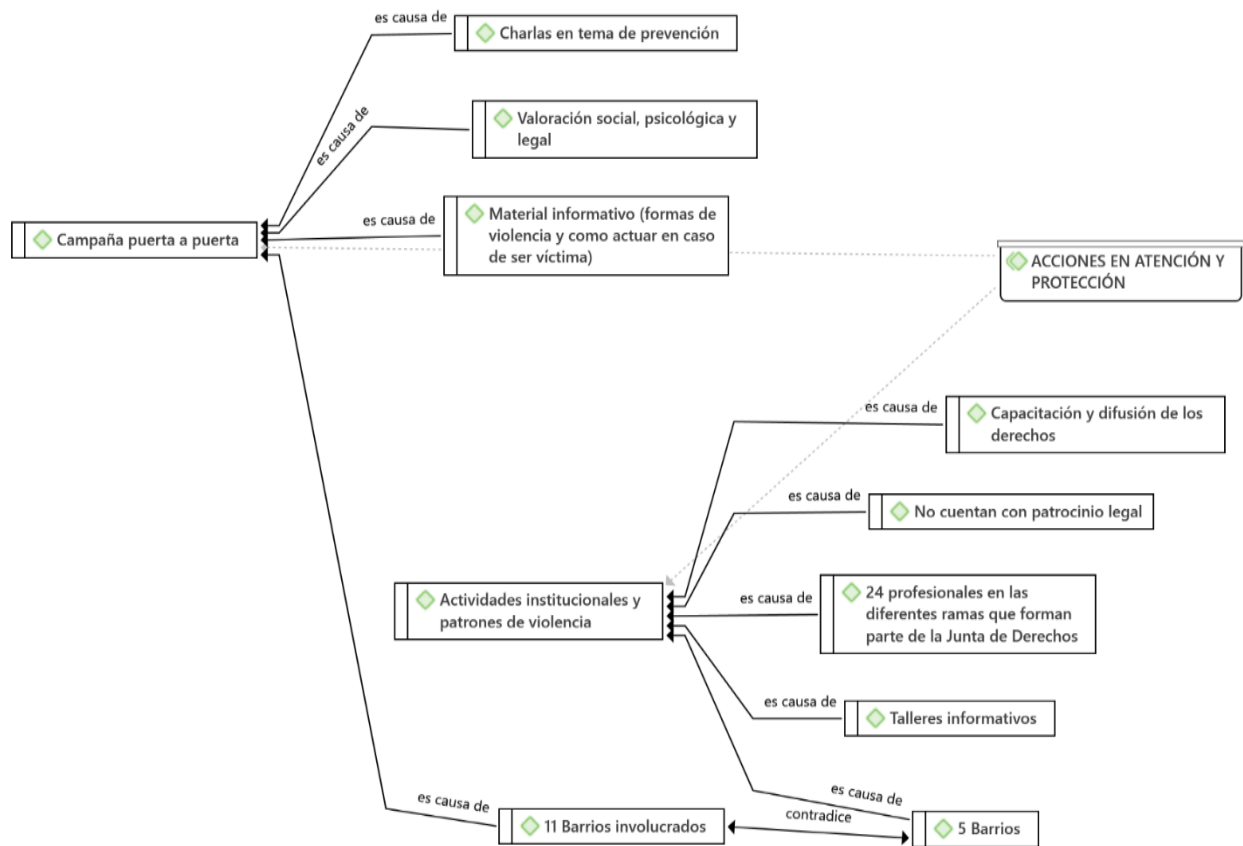 es causa de
Charlas en tema de prevención
es causa de
Valoración social, psicológica y
legal
es causa de
Material informativo (formas de
violencia y como actuar en caso
de ser víctima)
Campaña puerta a puerta
ACCIONES EN ATENCIÓN Y
PROTECCIÓN
es causa de
Capacitación y difusión de los
derechos
es causa de
No cuentan con patrocinio legal
es causa de
24 profesionales en las
diferentes ramas que forman
parte de la Junta de Derechos
Actividades institucionales y
patrones de violencia
es causa de
Talleres informativos
es causa de
es causa de
11 Barrios involucrados
contradice
5 Barrios